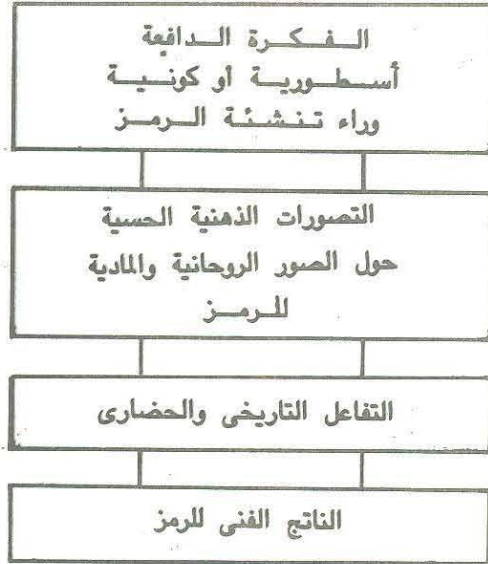 الفكرة الدافعة
أسطورية أو كونية
وراء تنشئة الرمز
التصورات الذهنية الحسية
حول الصور الروحانية والمادية
للرمز
التفاعل التاريخى والحضارى
الناتج الفنى للرمز